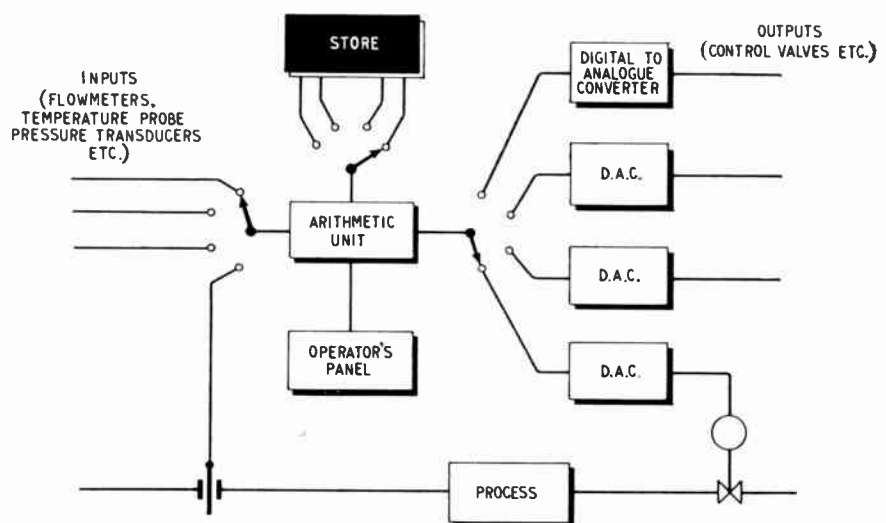 STORE
INPUTS
(FLOWMETERS,
TEMPERATURE PROBE
PRESSURE TRANSDUCERS
ETC.)
OUTPUTS
(CONTROL VALVES ETC.)
DIGITAL TO
ANALOGUE
CONVERTER
D.A.C.
ARITHMETIC
UNIT
D.A.C.
OPERATOR'S
PANEL
D.A.C.
PROCESS